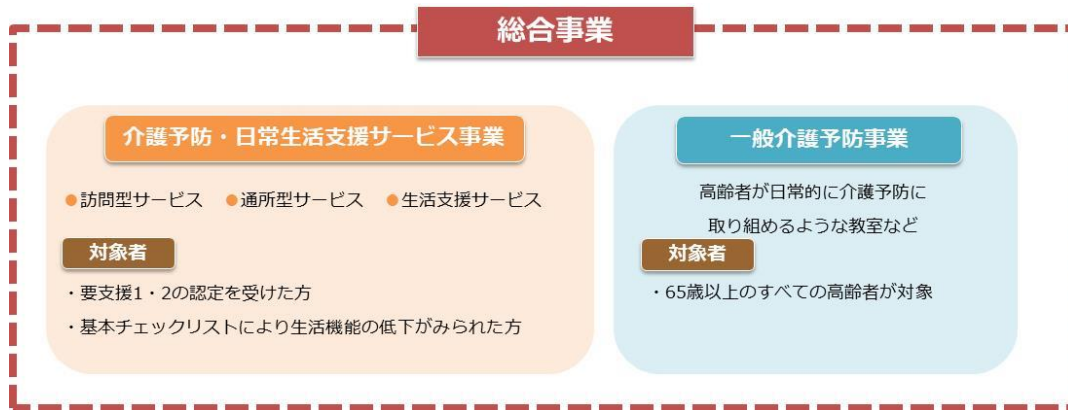 総合事業
介護予防・日常生活支援サービス事業
●訪問型サービス ●通所型サービス ●生活支援サービス
対象者
・要支援1・2の認定を受けた方
・基本チェックリストにより生活機能の低下がみられた方
一般介護予防事業
高齢者が日常的に介護予防に
取り組めるような教室など
対象者
・65歳以上のすべての高齢者が対象